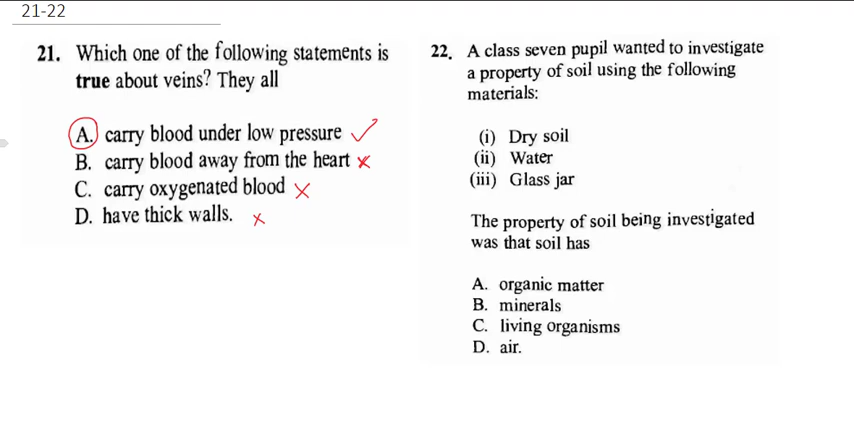 21-22
21. Which one of the following statements is
true about veins? They all
A. carry blood under low pressure ✓
B. carry blood away from the heart ×
C. carry oxygenated blood ×
D. have thick walls. ×
22. A class seven pupil wanted to investigate
a property of soil using the following
materials:
(i) Dry soil
(ii) Water
(iii) Glass jar
The property of soil being investigated
was that soil has
A. organic matter
B. minerals
C. living organisms
D. air.